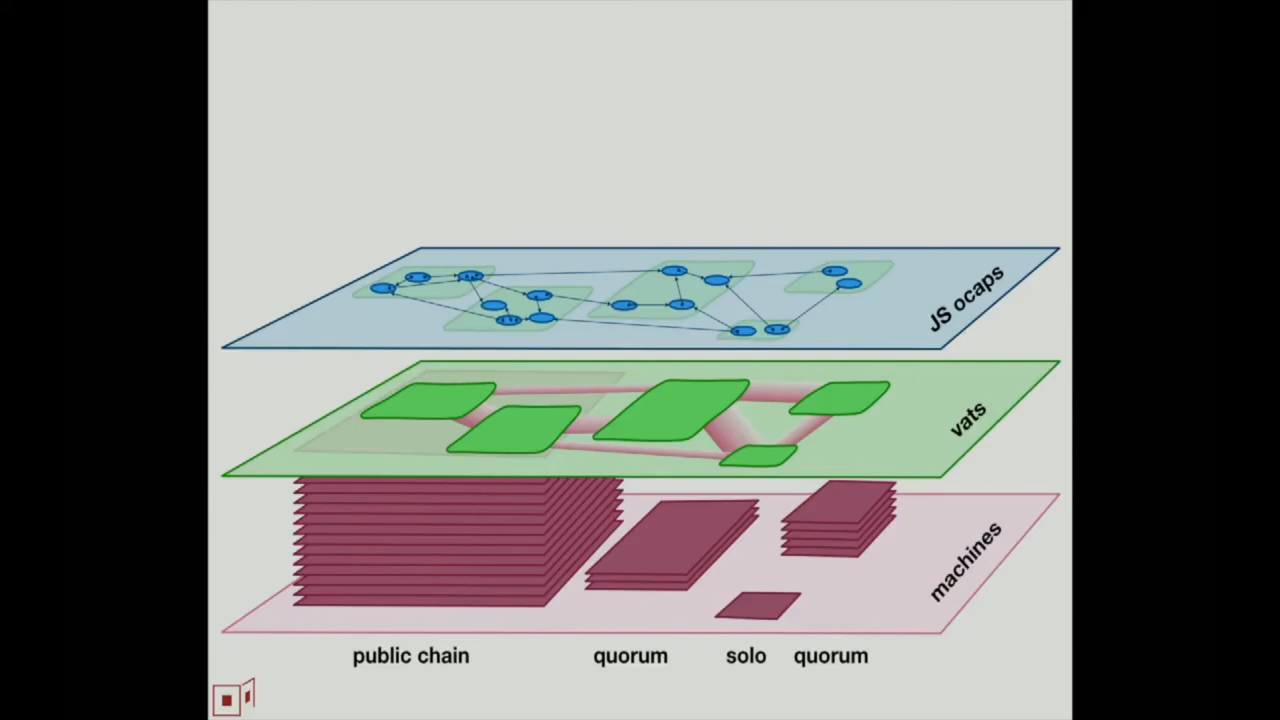 JS ocaps
vats
machines
public chain
quorum
solo
quorum